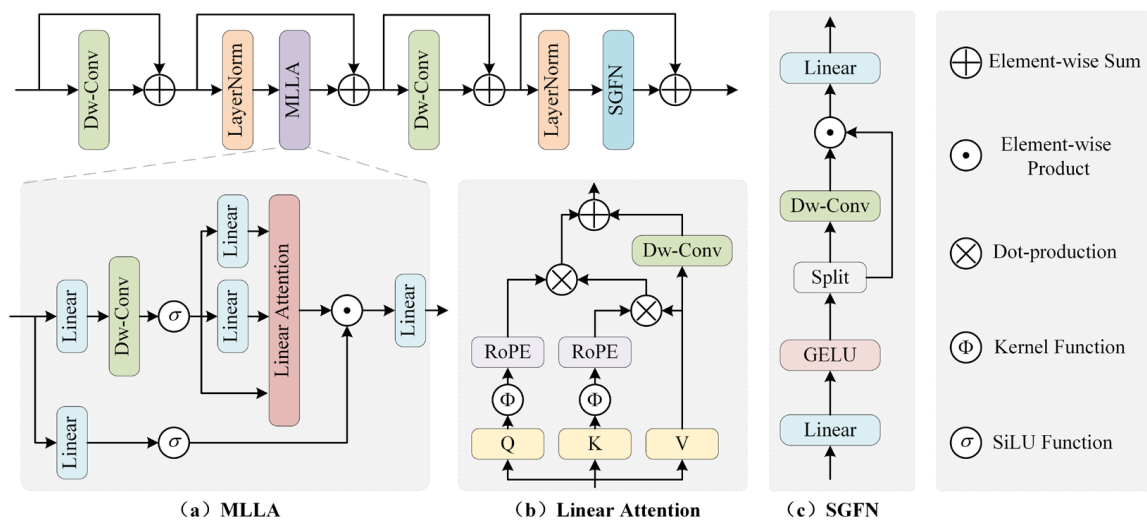 Dw-Conv
LayerNorm
MLLA
Dw-Conv
LayerNorm
SGFN
Linear
Dw-Conv
σ
Linear
Linear
Linear Attention
Linear
Linear
σ
(a) MLLA
Dw-Conv
RoPE
RoPE
Φ
Φ
Q
K
V
(b) Linear Attention
Linear
Dw-Conv
Split
GELU
Linear
(c) SGFN
Element-wise Sum
Element-wise
Product
Dot-production
Φ
Kernel Function
σ
SiLU Function